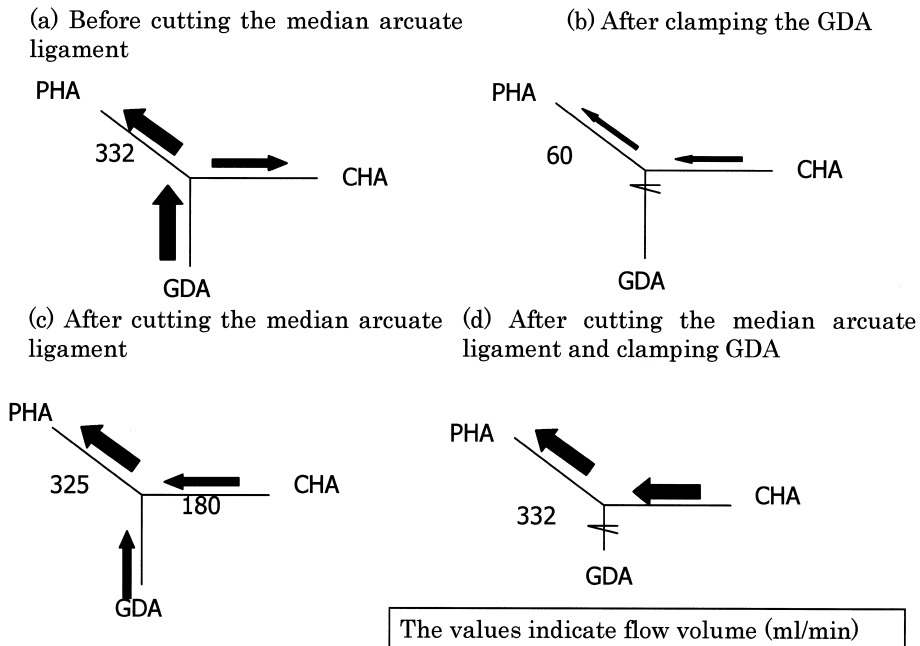 (a) Before cutting the median arcuate
ligament
(b) After clamping the GDA
PHA
332
CHA
GDA
PHA
60
CHA
GDA
(c) After cutting the median arcuate
ligament
(d) After cutting the median arcuate
ligament and clamping GDA
PHA
325
180
CHA
GDA
PHA
332
CHA
GDA
The values indicate flow volume (ml/min)